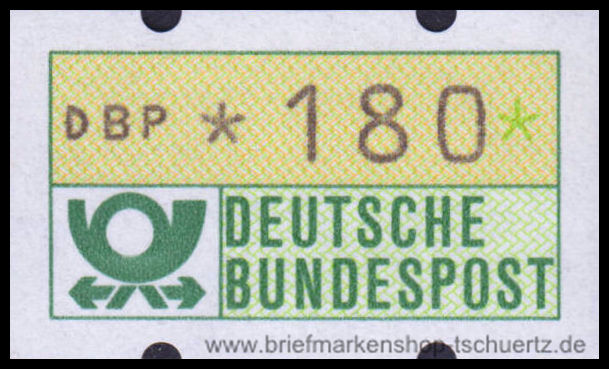 DBP *180*
DEUTSCHE
BUNDESPOST
www.briefmarkenshop-tschuertz.de